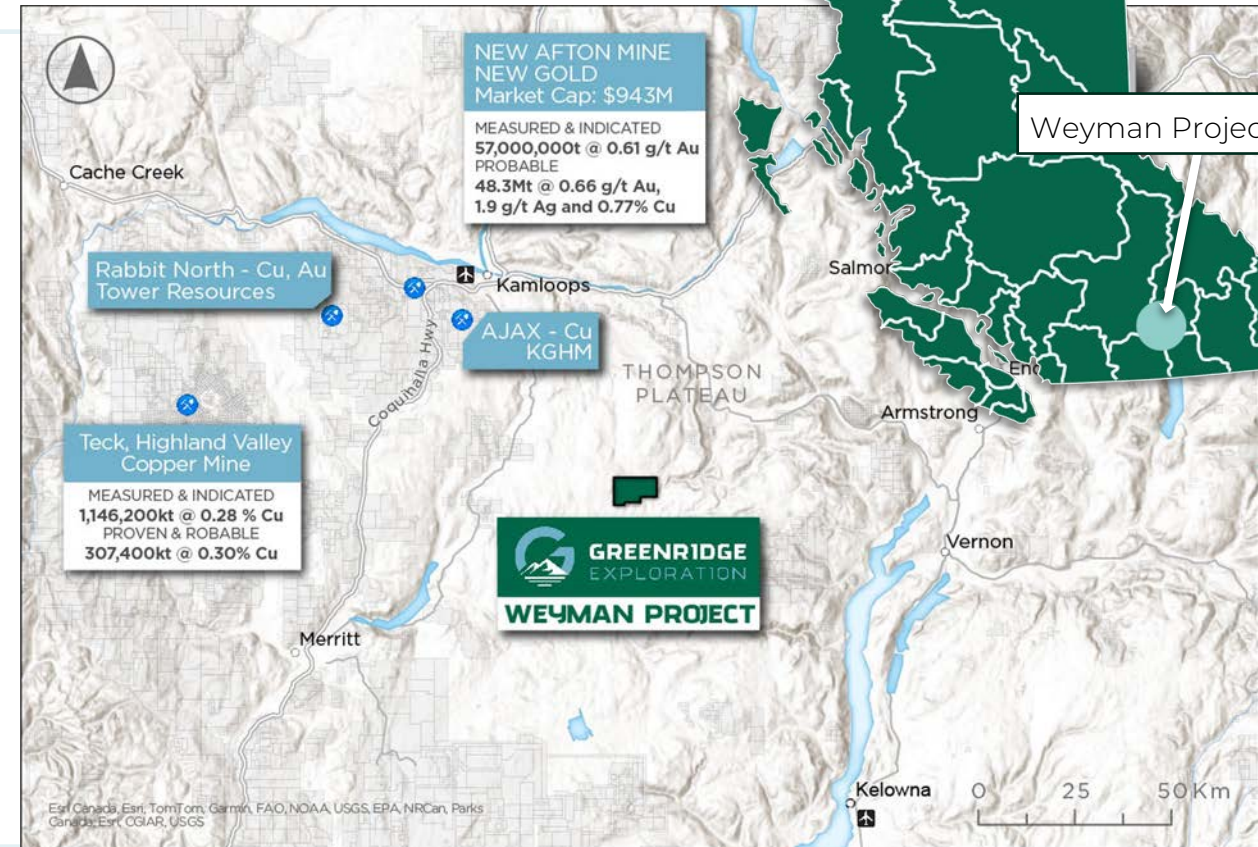 NEW AFTON MINE
NEW GOLD
Market Cap: $943M
MEASURED & INDICATED
57,000,000t @ 0.61 g/t Au
PROBABLE
48.3Mt @ 0.66 g/t Au,
1.9 g/t Ag and 0.77% Cu
Weyman Projec
Cache Creek
Salmor
Rabbit North - Cu, Au
Tower Resources
Kamloops
AJAX - Cu
KGHM
Coquihalla Hwy
THOMPSON
PLATEAU
End
Armstrong
Teck, Highland Valley
Copper Mine
MEASURED & INDICATED
1,146,200kt @ 0.28 % Cu
PROVEN & ROBABLE
307,400kt @ 0.30% Cu
GREENR1DGE
EXPLORATION
WEYMAN PROJECT
Vernon
Merritt
Kelowna
0 25 50 Km
Esri Canada, Esri, TomTom, Garmin, FAO, NOAA, USGS, EPA, NRCan, Parks
Canada, Esri, CGIAR, USGS